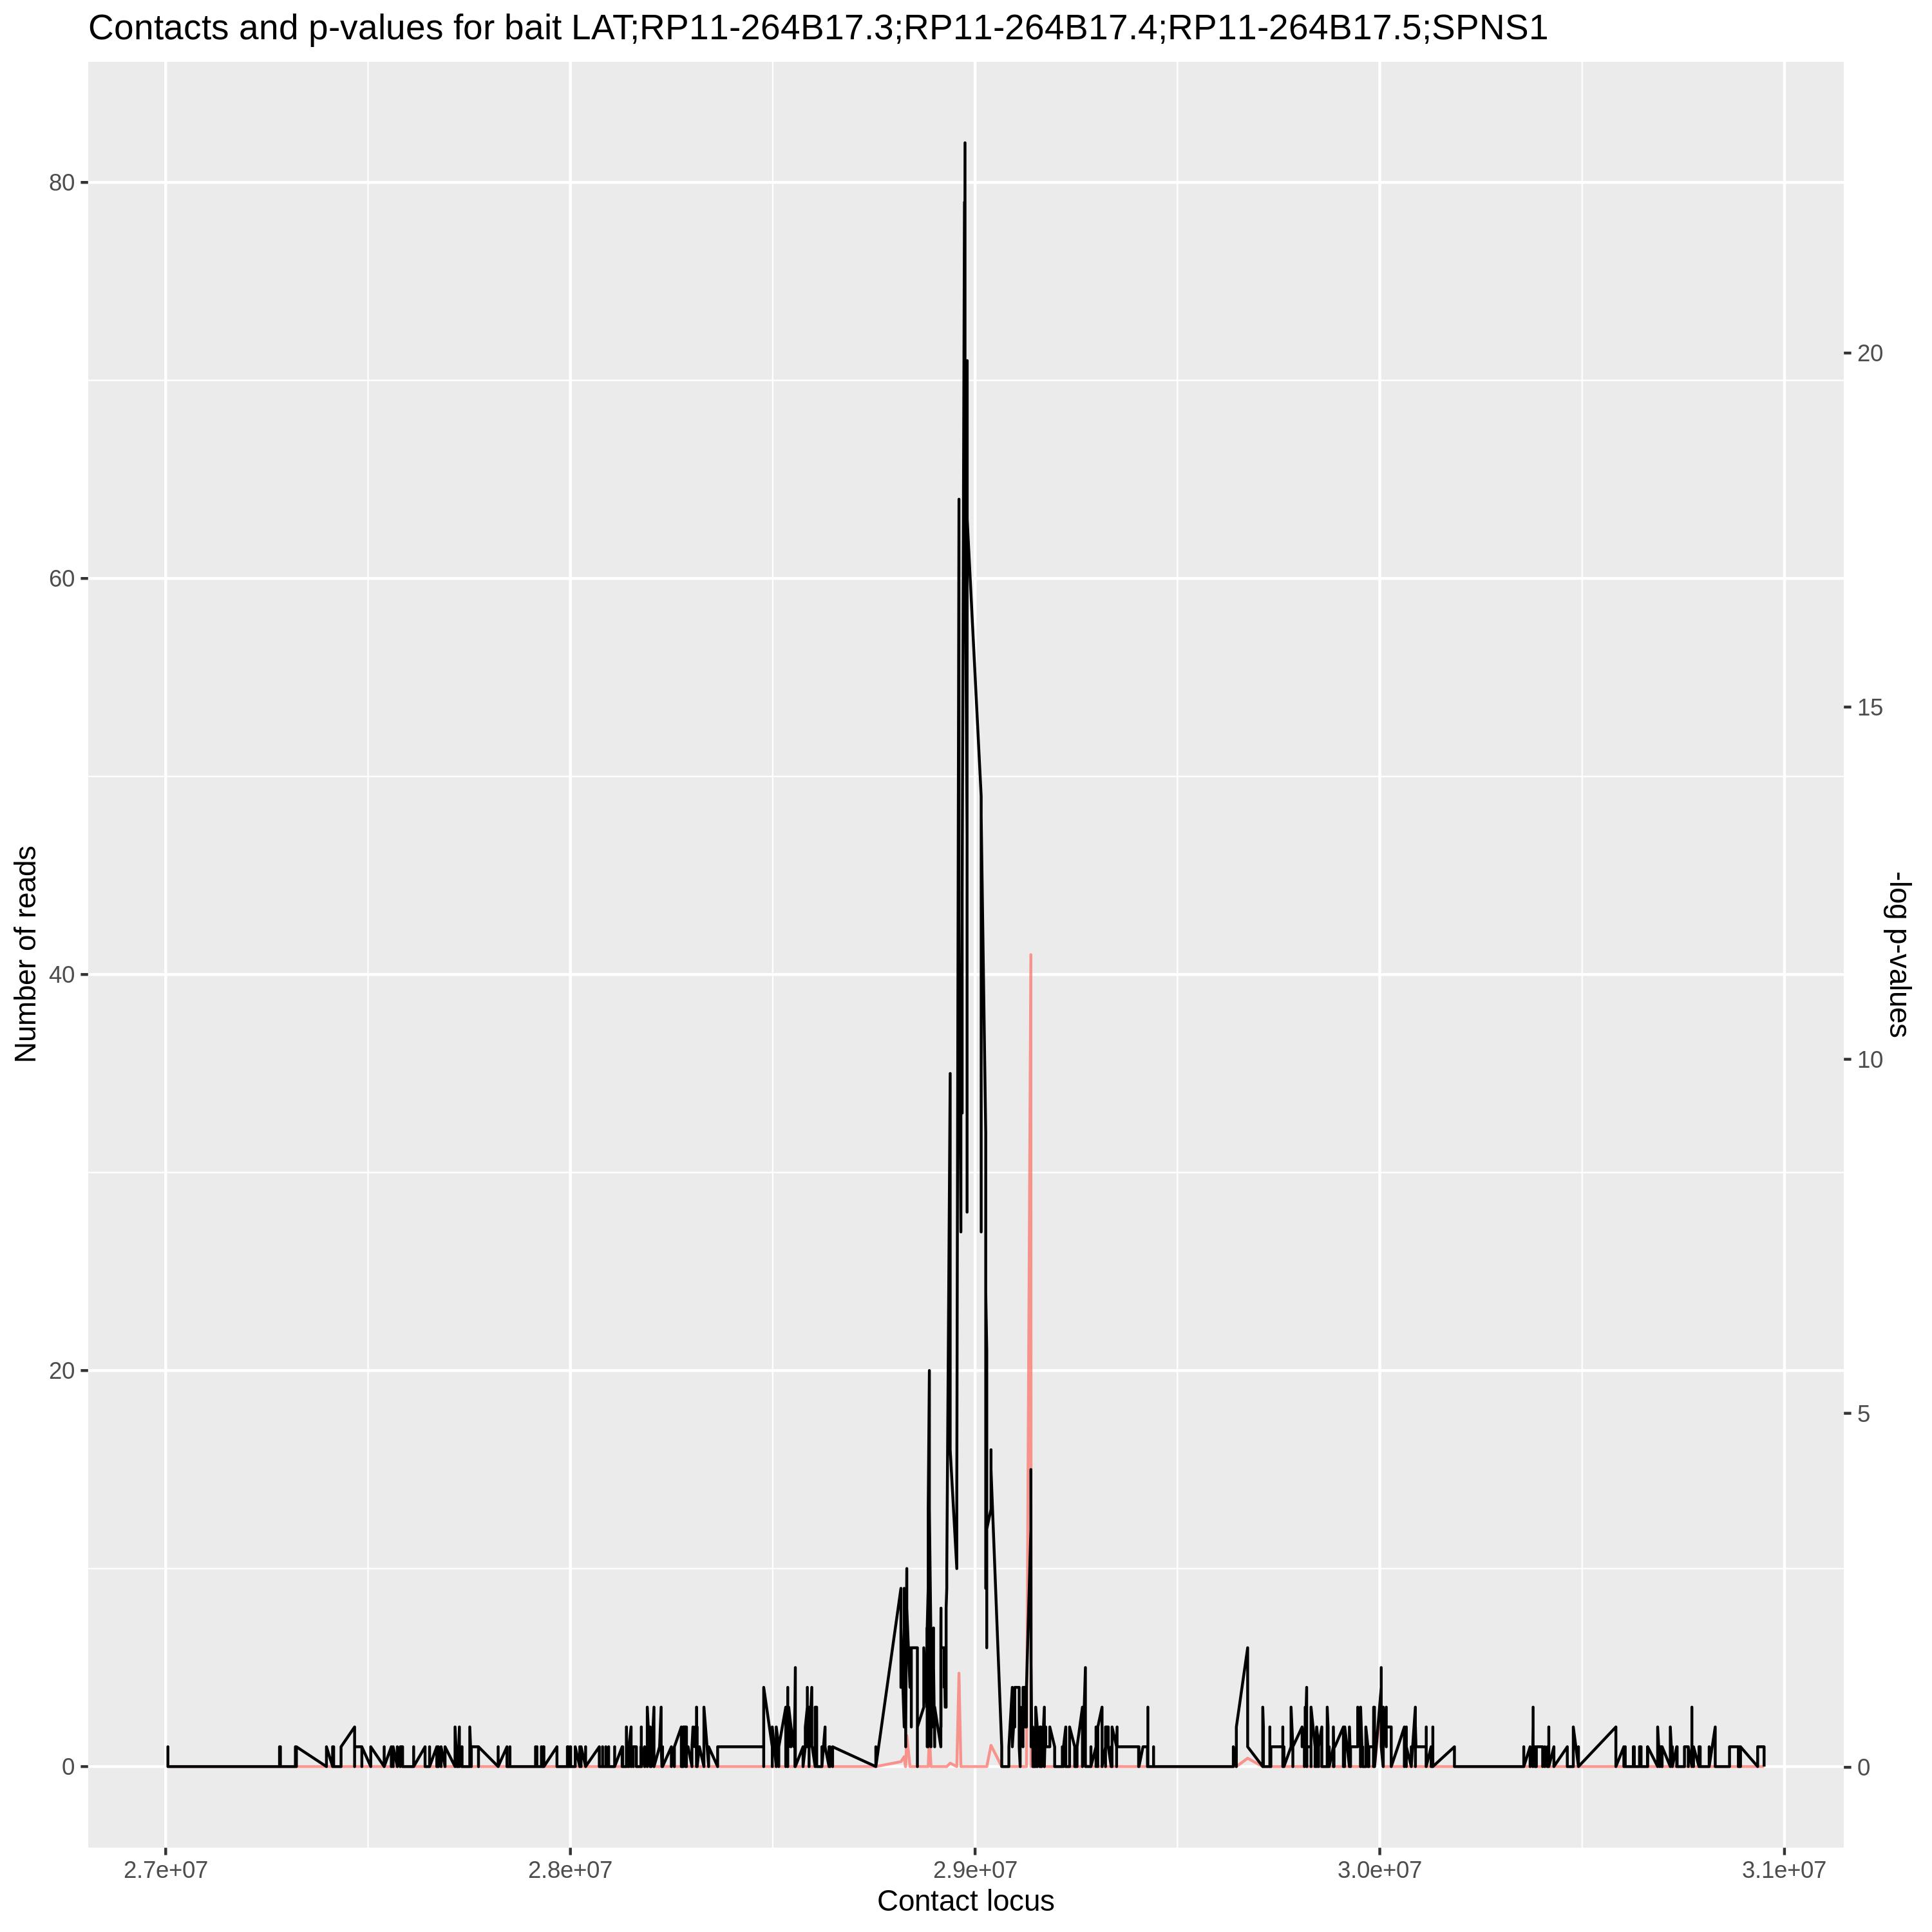 Contacts and p-values for bait LAT;RP11-264B17.3;RP11-264B17.4;RP11-264B17.5;SPNS1
Number of reads
80
60
40
20
0
20
15
10
5
0
-log p-values
2.7e+07 2.8e+07 2.9e+07 3.0e+07 3.1e+07
Contact locus